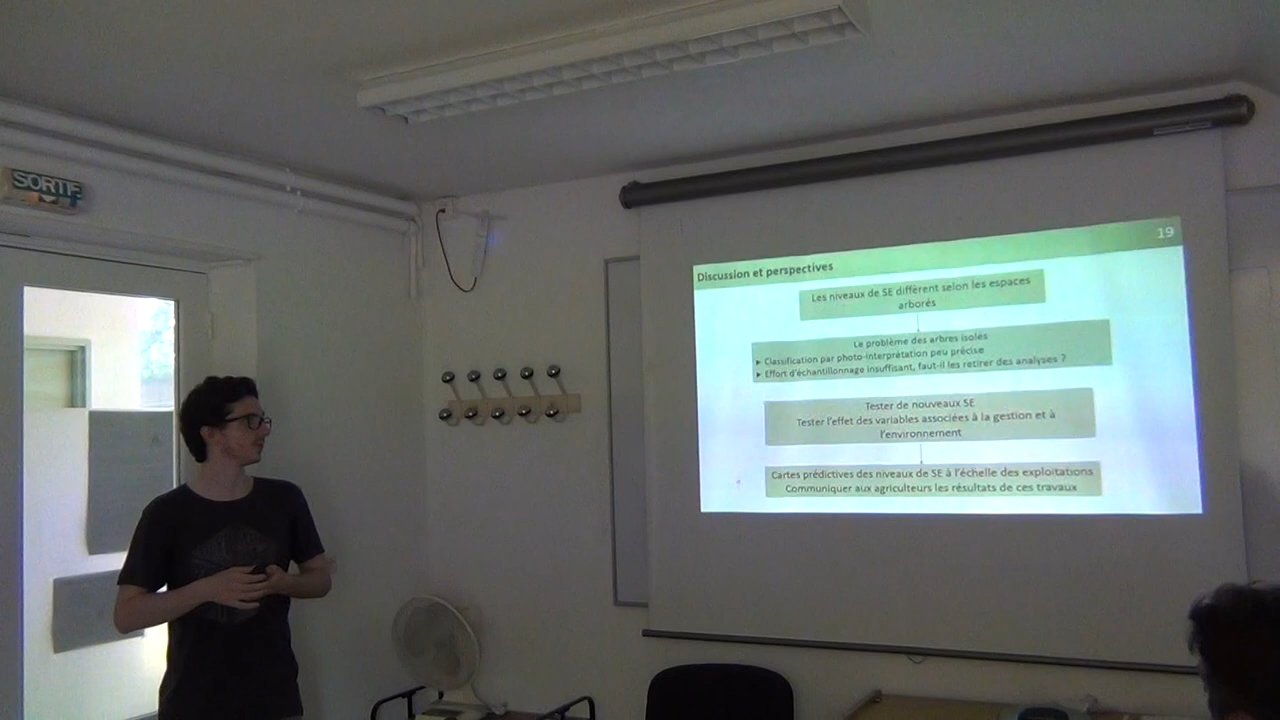 SORTIE
19
Discussion et perspectives
Les niveaux de SE diffèrent selon les espaces
arborés
Le problème des arbres isolés
➤ Classification par photo-interprétation peu précise
➤ Effort d'échantillonnage insuffisant, faut-il les retirer des analyses ?
Tester de nouveaux SE
Tester l'effet des variables associées à la gestion et à
l'environnement
Cartes prédictives des niveaux de SE à l'échelle des exploitations
Communiquer aux agriculteurs les résultats de ces travaux